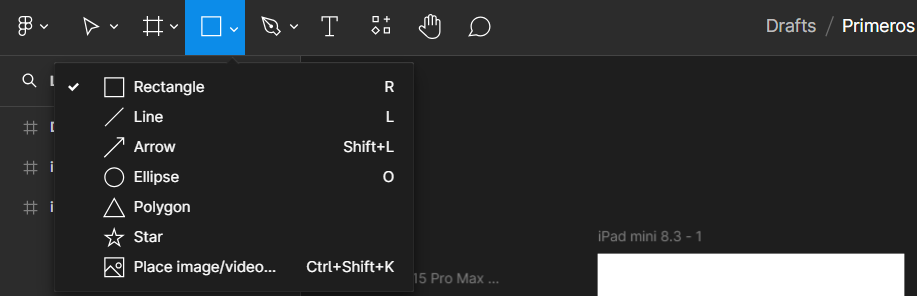 Drafts / Primeros
Rectangle R
Line L
Arrow Shift+L
Ellipse O
Polygon
Star
Place image/video... Ctrl+Shift+K
iPad mini 8.3 - 1
15 Pro Max ...